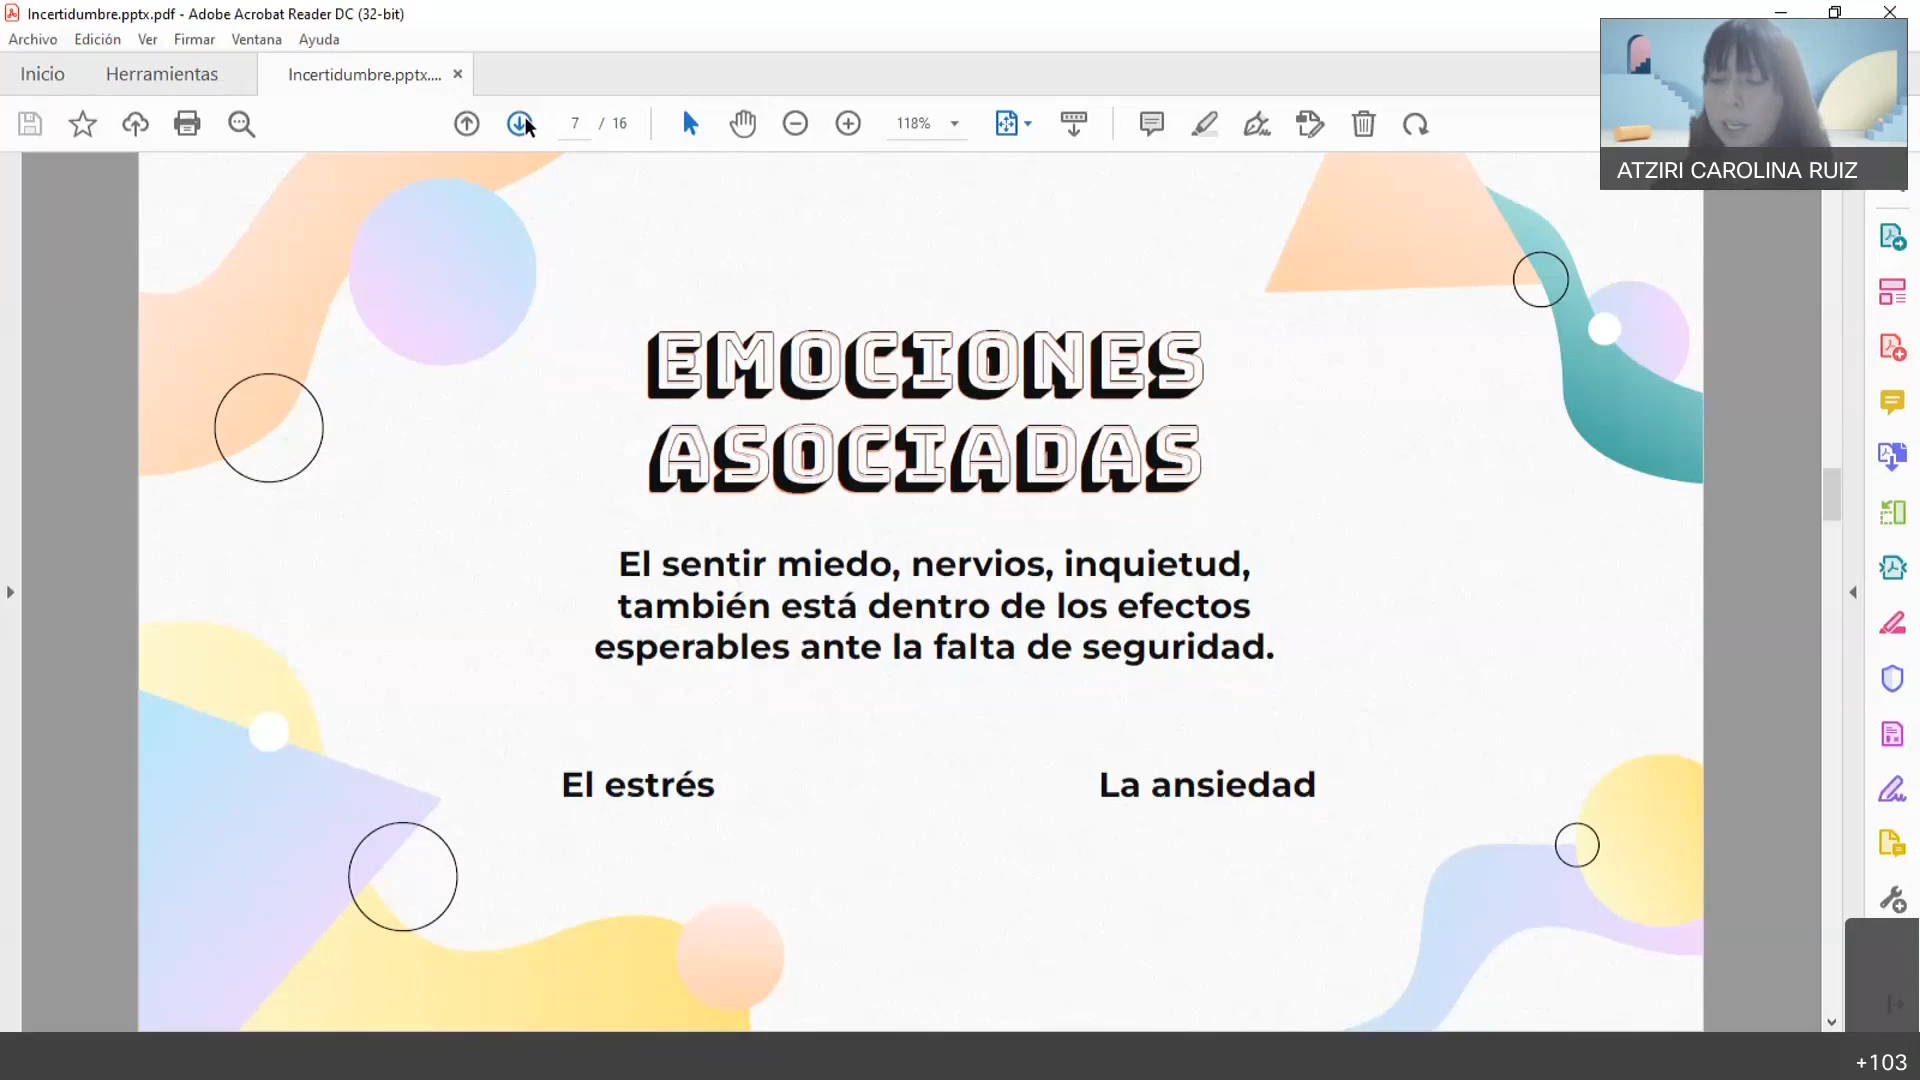 Incertidumbre.pptx.pdf - Adobe Acrobat Reader DC (32-bit)
Archivo Edición Ver Firmar Ventana Ayuda
Inicio Herramientas Incertidumbre.pptx.... ×
7 / 16 118%
ATZIRI CAROLINA RUIZ
EMOCIONES
ASOCIADAS
El sentir miedo, nervios, inquietud,
también está dentro de los efectos
esperables ante la falta de seguridad.
El estrés La ansiedad
+103